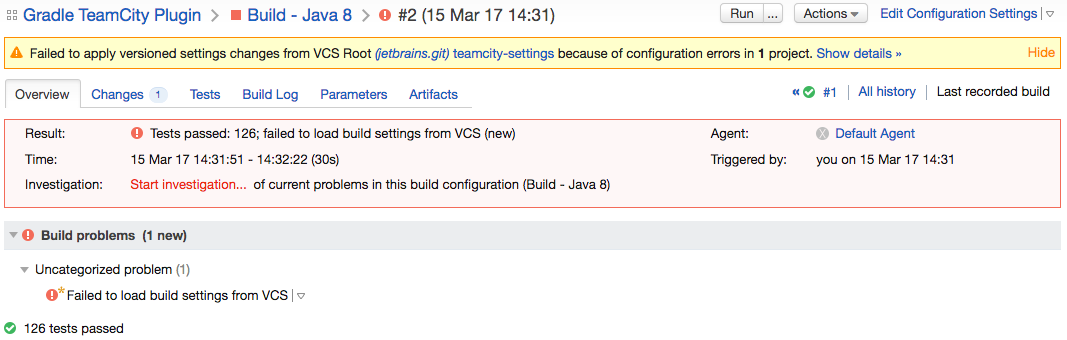 Gradle TeamCity Plugin > Build - Java 8 > #2 (15 Mar 17 14:31) Run ... Actions Edit Configuration Settings
Failed to apply versioned settings changes from VCS Root (jetbrains.git) teamcity-settings because of configuration errors in 1 project. Show details » Hide
Overview Changes 1 Tests Build Log Parameters Artifacts « #1 All history Last recorded build
Result: Tests passed: 126; failed to load build settings from VCS (new) Agent: Default Agent
Time: 15 Mar 17 14:31:51 - 14:32:22 (30s) Triggered by: you on 15 Mar 17 14:31
Investigation: Start investigation... of current problems in this build configuration (Build - Java 8)
Build problems (1 new)
Uncategorized problem (1)
Failed to load build settings from VCS
126 tests passed